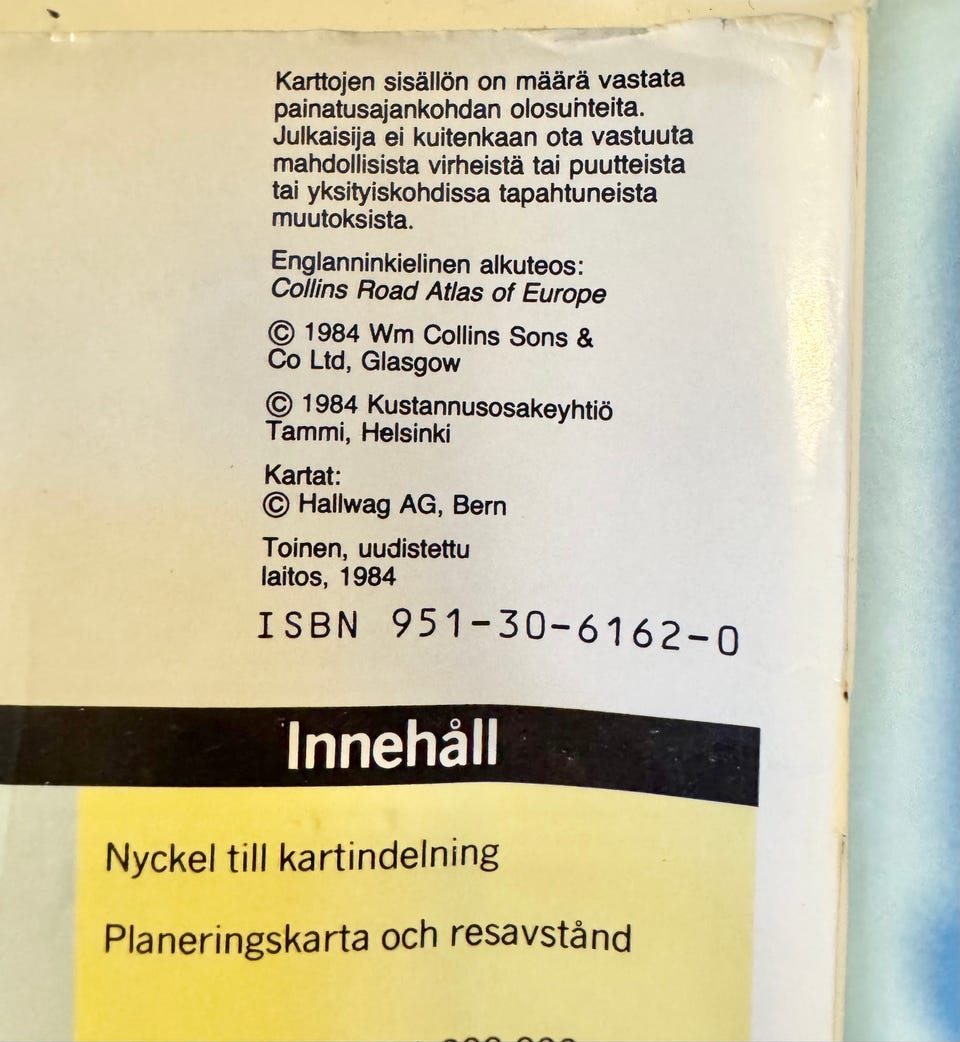 Karttojen sisällön on määrä vastata
painatusajankohdan olosuhteita.
Julkaisija ei kuitenkaan ota vastuuta
mahdollisista virheistä tai puutteista
tai yksityiskohdissa tapahtuneista
muutoksista.
Englanninkielinen alkuteos:
Collins Road Atlas of Europe
© 1984 Wm Collins Sons &
Co Ltd, Glasgow
© 1984 Kustannusosakeyhtiö
Tammi, Helsinki
Kartat:
© Hallwag AG, Bern
Toinen, uudistettu
laitos, 1984
ISBN 951-30-6162-0
Innehåll
Nyckel till kartindelning
Planeringskarta och resavstånd